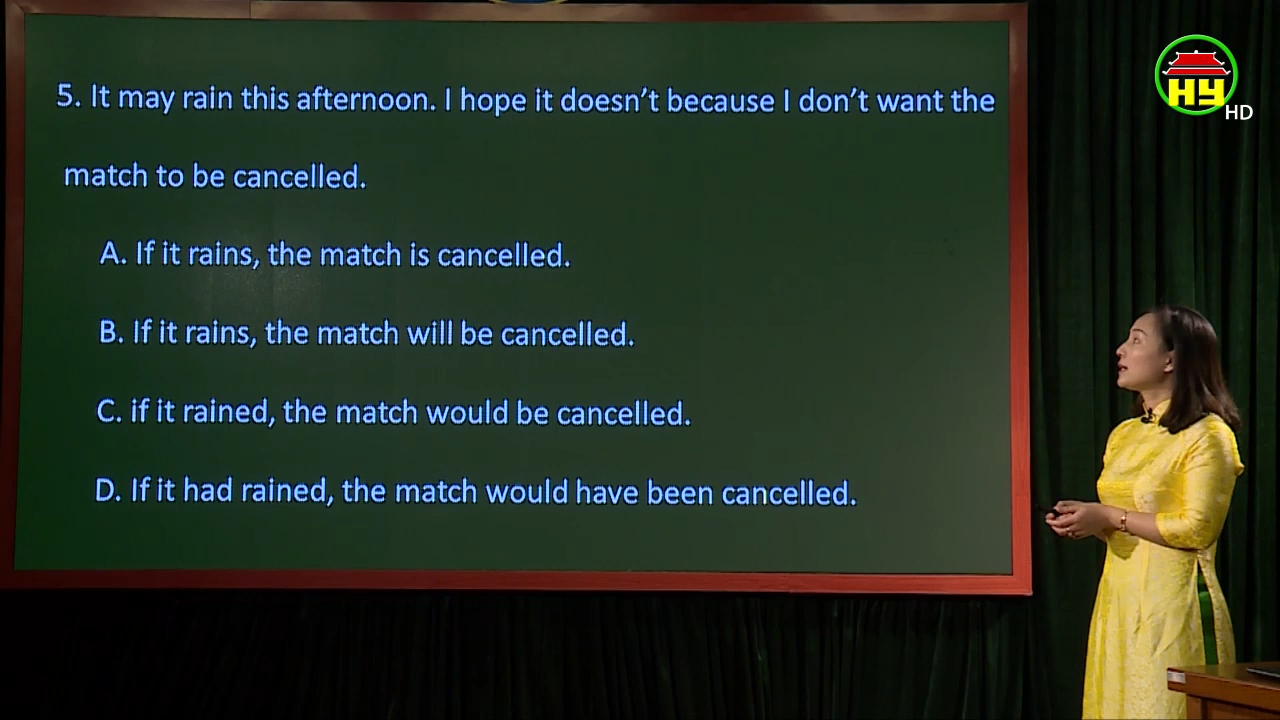 5. It may rain this afternoon. I hope it doesn’t because I don’t want the
match to be cancelled.
A. If it rains, the match is cancelled.
B. If it rains, the match will be cancelled.
C. if it rained, the match would be cancelled.
D. If it had rained, the match would have been cancelled.
HY
HD